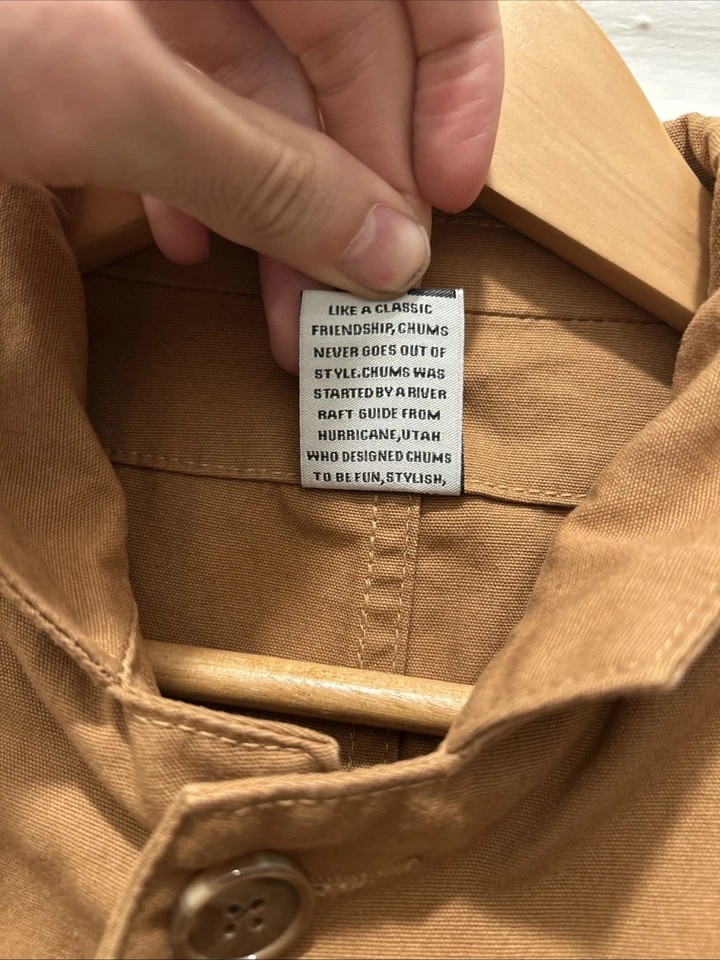 LIKE A CLASSIC
FRIENDSHIP, CHUMS
NEVER GOES OUT OF
STYLE.CHUMS WAS
STARTED BY A RIVER
RAFT GUIDE FROM
HURRICANE,UTAH
WHO DESIGNED CHUMS
TO BE FUN,STYLISH,